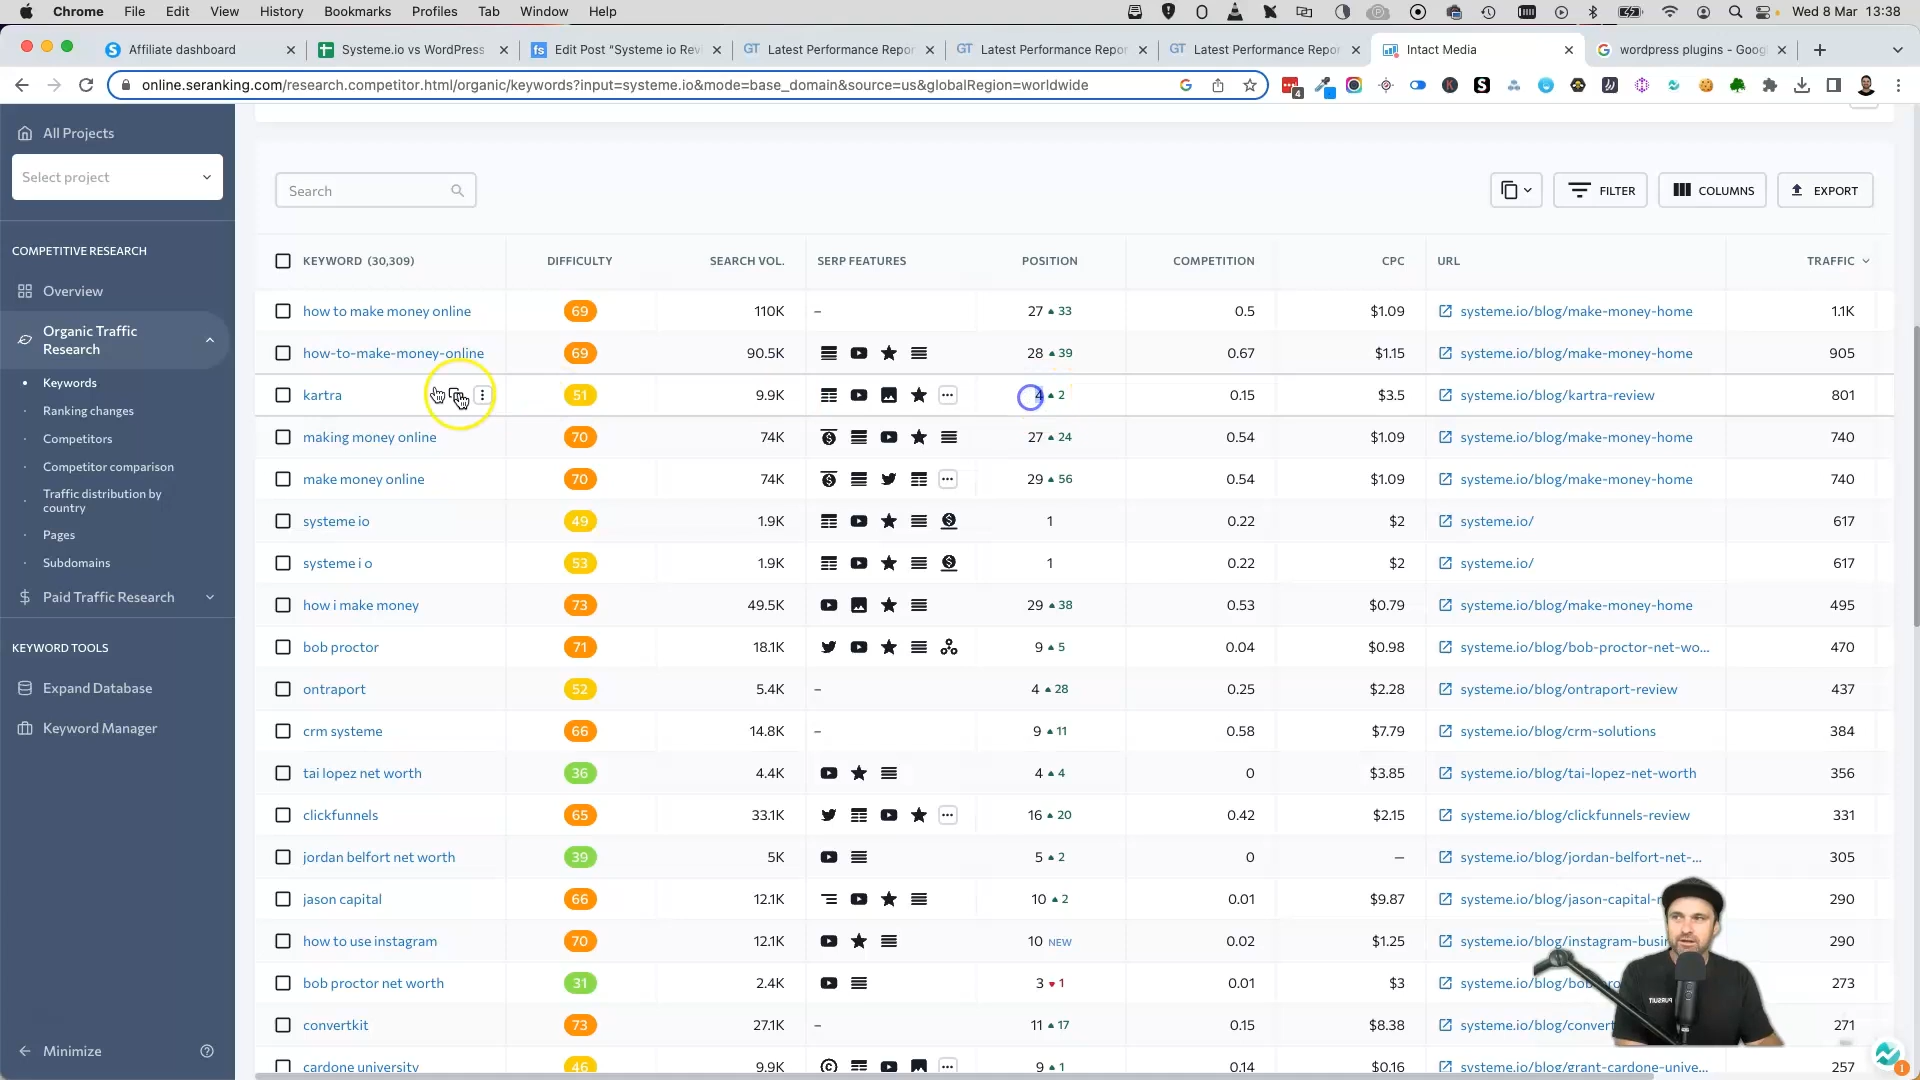 Chrome File Edit View History Bookmarks Profiles Tab Window Help Wed 8 Mar 13:38
Affiliate dashboard Systeme.io vs WordPress Edit Post "Systeme io Rev Latest Performance Repor Latest Performance Repor Latest Performance Repor Intact Media wordpress plugins - Goog
online.seranking.com/research.competitor.html/organic/keywords?input=systeme.io&mode=base_domain&source=us&globalRegion=worldwide
All Projects
Select project
COMPETITIVE RESEARCH
Overview
Organic Traffic
Research
Keywords
Ranking changes
Competitors
Competitor comparison
Traffic distribution by
country
Pages
Subdomains
Paid Traffic Research
KEYWORD TOOLS
Expand Database
Keyword Manager
Minimize
Search
FILTER COLUMNS EXPORT
KEYWORD (30,309) DIFFICULTY SEARCH VOL. SERP FEATURES POSITION COMPETITION CPC URL TRAFFIC
how to make money online 69 110K – 27 33 0.5 $1.09 systeme.io/blog/make-money-home 1.1K
how-to-make-money-online 69 90.5K 28 39 0.67 $1.15 systeme.io/blog/make-money-home 905
kartra 51 9.9K 4 2 0.15 $3.5 systeme.io/blog/kartra-review 801
making money online 70 74K 27 24 0.54 $1.09 systeme.io/blog/make-money-home 740
make money online 70 74K 29 56 0.54 $1.09 systeme.io/blog/make-money-home 740
systeme io 49 1.9K 1 0.22 $2 systeme.io/ 617
systeme i o 53 1.9K 1 0.22 $2 systeme.io/ 617
how i make money 73 49.5K 29 38 0.53 $0.79 systeme.io/blog/make-money-home 495
bob proctor 71 18.1K 9 5 0.04 $0.98 systeme.io/blog/bob-proctor-net-wo... 470
ontraport 52 5.4K – 4 28 0.25 $2.28 systeme.io/blog/ontraport-review 437
crm systeme 66 14.8K – 9 11 0.58 $7.79 systeme.io/blog/crm-solutions 384
tai lopez net worth 36 4.4K 4 4 0 $3.85 systeme.io/blog/tai-lopez-net-worth 356
clickfunnels 65 33.1K 16 20 0.42 $2.15 systeme.io/blog/clickfunnels-review 331
jordan belfort net worth 39 5K 5 2 0 — systeme.io/blog/jordan-belfort-net-... 305
jason capital 66 12.1K 10 2 0.01 $9.87 systeme.io/blog/jason-capital- 290
how to use instagram 70 12.1K 10 NEW 0.02 $1.25 systeme.io/blog/instagram-busi 290
bob proctor net worth 31 2.4K 3 1 0.01 $3 systeme.io/blog/bob 273
convertkit 73 27.1K – 11 17 0.15 $8.38 systeme.io/blog/convert 271
cardone university 46 9.9K 9 1 0.14 $0.16 systeme.io/blog/grant-cardone-unive... 257